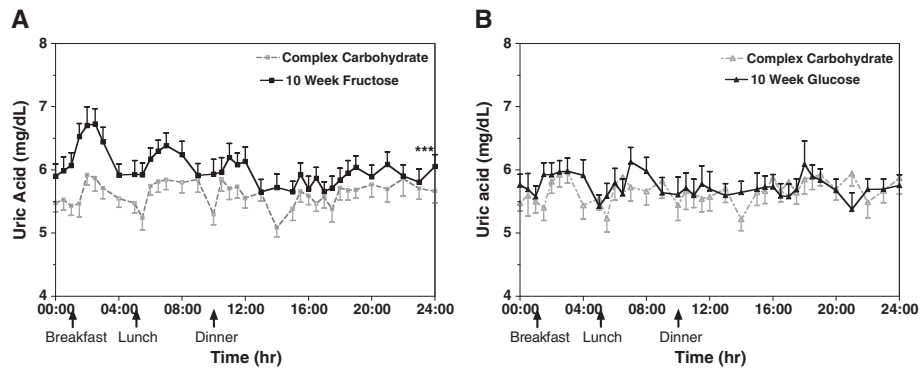 A
8
7
6
5
4
Uric Acid (mg/dL)
Complex Carbohydrate
10 Week Fructose
***
00:00 04:00 08:00 12:00 16:00 20:00 24:00
Breakfast Lunch Dinner
Time (hr)
B
8
7
6
5
4
Uric acid (mg/dL)
Complex Carbohydrate
10 Week Glucose
00:00 04:00 08:00 12:00 16:00 20:00 24:00
Breakfast Lunch Dinner
Time (hr)